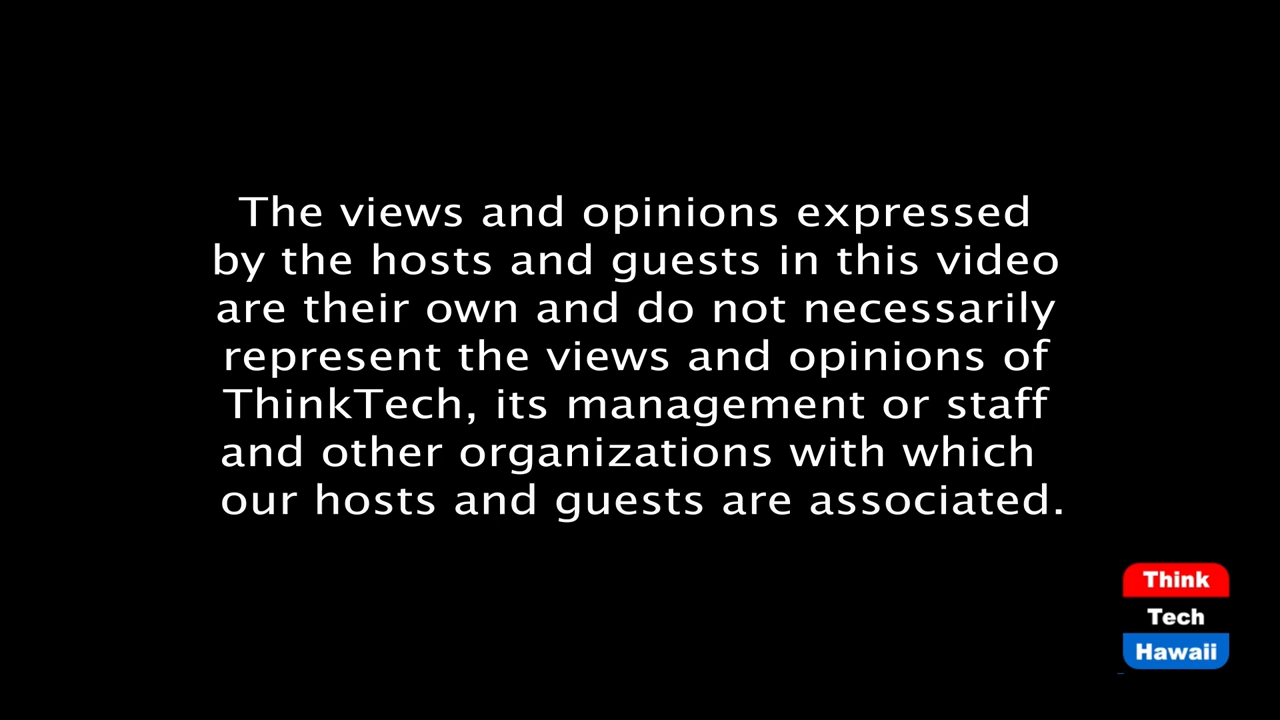 The views and opinions expressed
by the hosts and guests in this video
are their own and do not necessarily
represent the views and opinions of
ThinkTech, its management or staff
and other organizations with which
our hosts and guests are associated.
Think
Tech
Hawaii